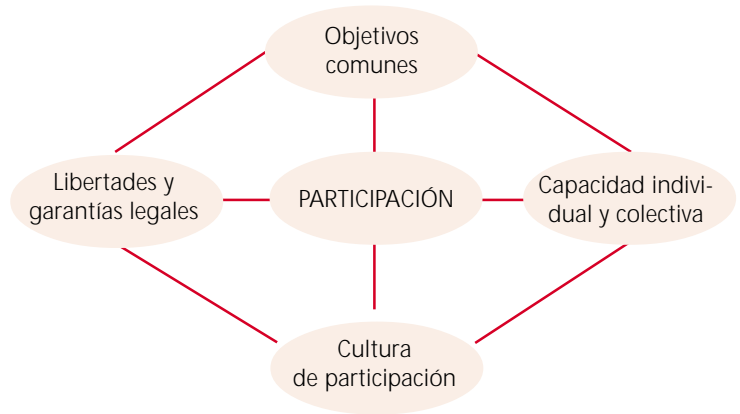 Objetivos
comunes
Libertades y
garantías legales
PARTICIPACIÓN
Capacidad indivi-
dual y colectiva
Cultura
de participación